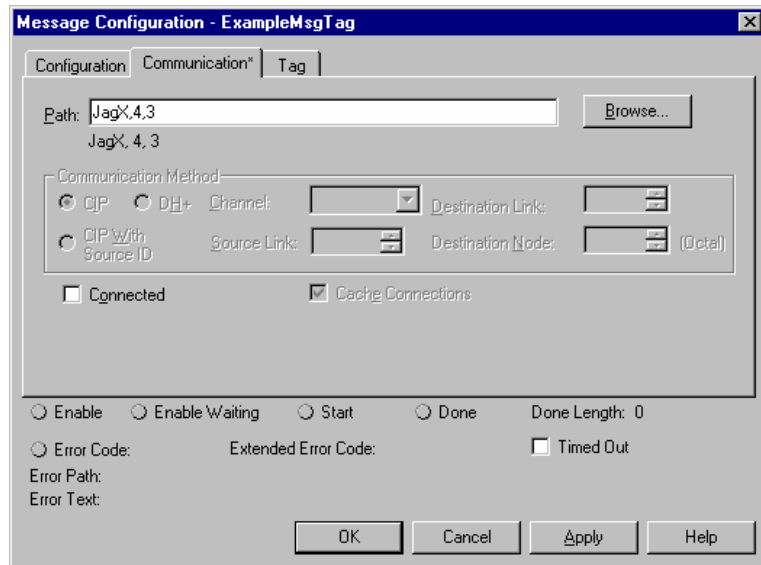 Message Configuration - ExampleMsgTag
Configuration Communication* Tag
Path: JagX,4,3 Browse...
JagX, 4, 3
Communication Method
CIP DH+ Channel: Destination Link:
CIP With Source ID Source Link: Destination Node: (Octal)
Connected Cache Connections
Enable Enable Waiting Start Done Done Length: 0
Error Code: Extended Error Code: Timed Out
Error Path:
Error Text:
OK Cancel Apply Help